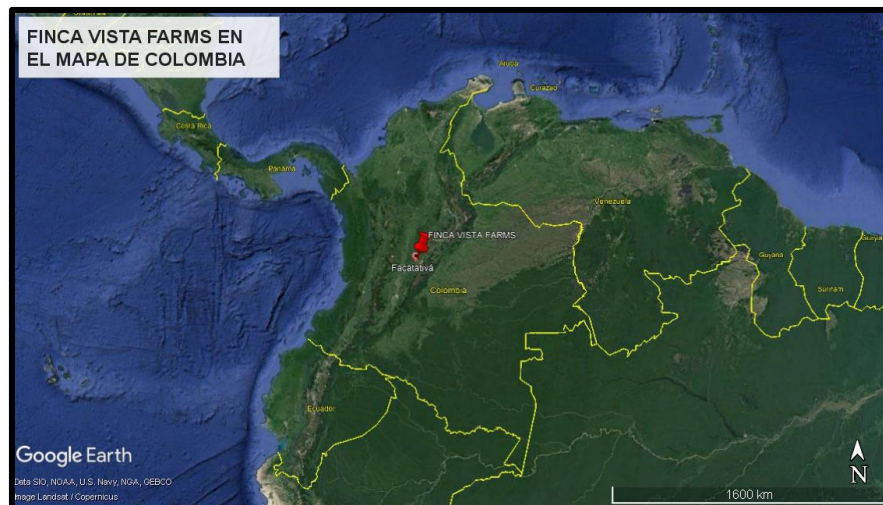 FINCA VISTA FARMS EN
EL MAPA DE COLOMBIA
Aruba
Curazao
Costa Rica
Panamá
Venezuela
FINCA VISTA FARMS
Facatativá
Guyana
Colombia
Surinam
Ecuador
Google Earth
Data SIO, NOAA, U.S. Navy, NGA, GEBCO
Image Landsat / Copernicus
N
1600 km